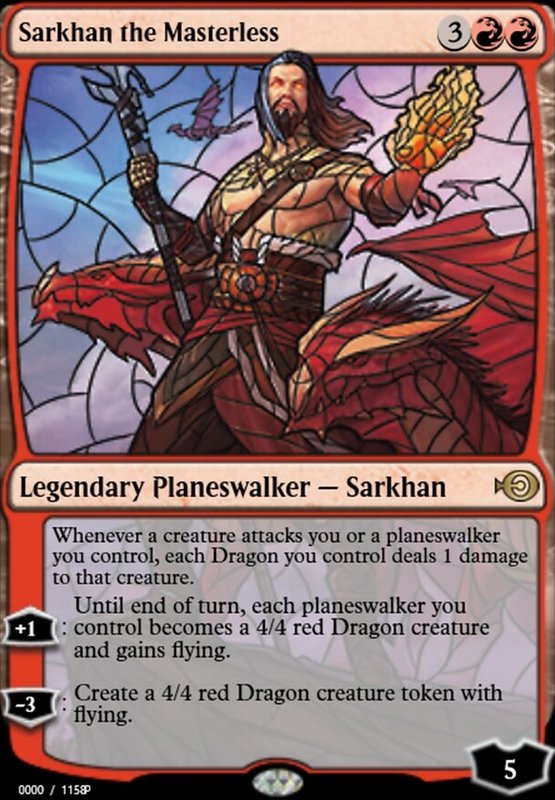 Sarkhan the Masterless 3
Legendary Planeswalker — Sarkhan
Whenever a creature attacks you or a planeswalker
you control, each Dragon you control deals 1 damage
to that creature.
+1 : Until end of turn, each planeswalker you
control becomes a 4/4 red Dragon creature
and gains flying.
-3 : Create a 4/4 red Dragon creature token with
flying.
5
0000 / 1158P